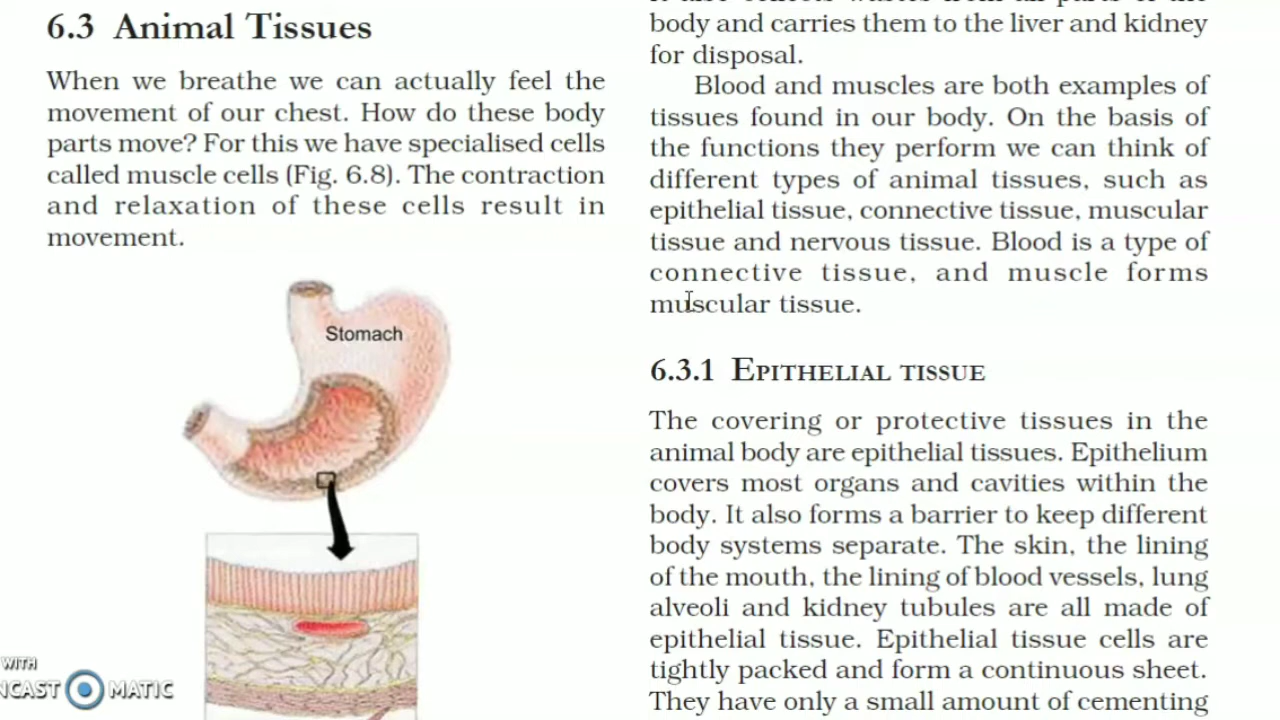 6.3 Animal Tissues
When we breathe we can actually feel the
movement of our chest. How do these body
parts move? For this we have specialised cells
called muscle cells (Fig. 6.8). The contraction
and relaxation of these cells result in
movement.
Stomach
WITH
NCAST MATIC
body and carries them to the liver and kidney
for disposal.
Blood and muscles are both examples of
tissues found in our body. On the basis of
the functions they perform we can think of
different types of animal tissues, such as
epithelial tissue, connective tissue, muscular
tissue and nervous tissue. Blood is a type of
connective tissue, and muscle forms
muscular tissue.
6.3.1 EPITHELIAL TISSUE
The covering or protective tissues in the
animal body are epithelial tissues. Epithelium
covers most organs and cavities within the
body. It also forms a barrier to keep different
body systems separate. The skin, the lining
of the mouth, the lining of blood vessels, lung
alveoli and kidney tubules are all made of
epithelial tissue. Epithelial tissue cells are
tightly packed and form a continuous sheet.
They have only a small amount of cementing